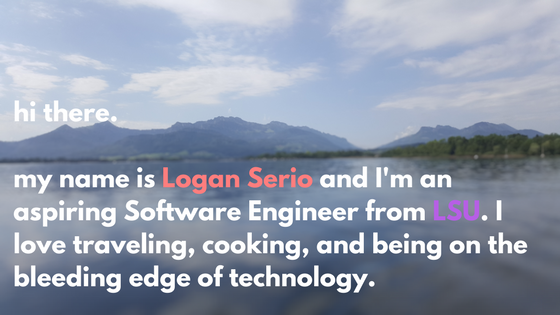 hi there.
my name is Logan Serio and I'm an
aspiring Software Engineer from LSU. I
love traveling, cooking, and being on the
bleeding edge of technology.